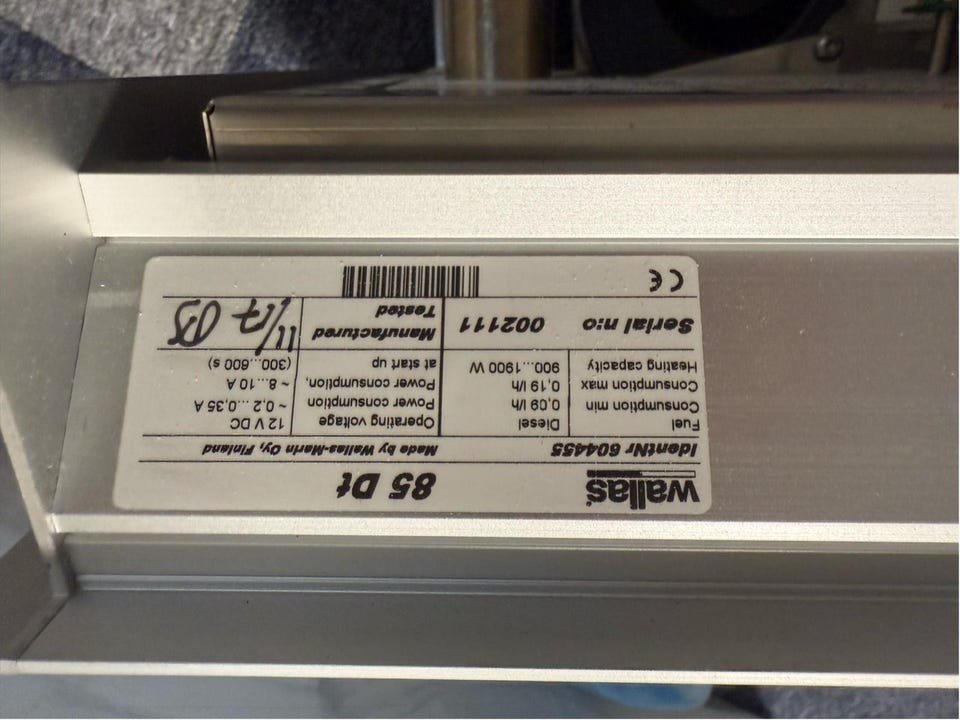 wallas 85 Dt
IdentNr 604455 Made by Wallas-Marin Oy, Finland
Fuel Diesel Operating voltage 12 V DC
Consumption min 0,09 l/h Power consumption ~ 0,2 ...0,35 A
Consumption max 0,19 l/h Power consumption, ~ 8...10 A
Heating capacity 900...1900 W at start up (300...600 s)
Serial n:o 002111 Manufactured
Tested
CE